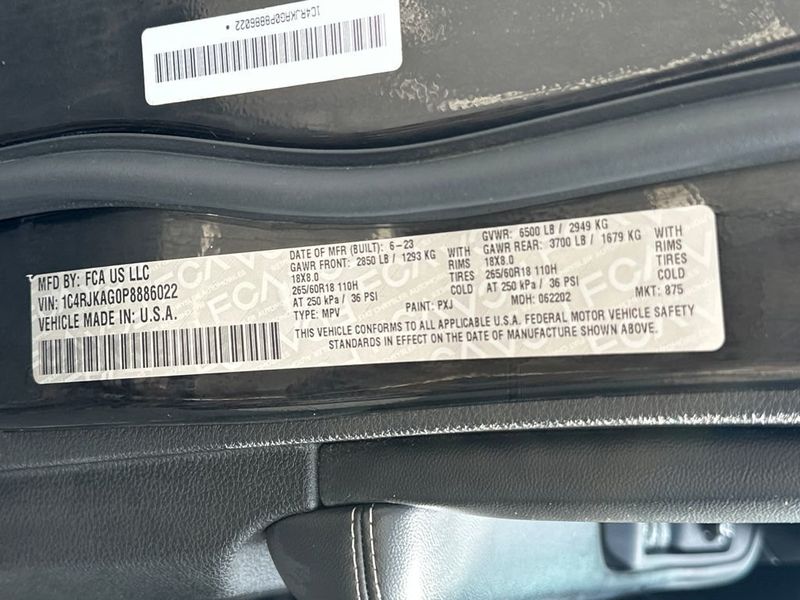 1C4RJKAG0P8886022 *
MFD BY: FCA US LLC
VIN: 1C4RJKAG0P8886022
VEHICLE MADE IN: U.S.A.
DATE OF MFR (BUILT): 6-23
GAWR FRONT: 2850 LB / 1293 KG WITH
18X8.0 RIMS
265/60R18 110H TIRES
AT 250 kPa / 36 PSI COLD
TYPE: MPV
PAINT: PXJ
GVWR: 6500 LB / 2949 KG
GAWR REAR: 3700 LB / 1679 KG WITH
18X8.0 RIMS
265/60R18 110H TIRES
AT 250 kPa / 36 PSI COLD
MDH: 062202
MKT: 875
THIS VEHICLE CONFORMS TO ALL APPLICABLE U.S.A. FEDERAL MOTOR VEHICLE SAFETY
STANDARDS IN EFFECT ON THE DATE OF MANUFACTURE SHOWN ABOVE.